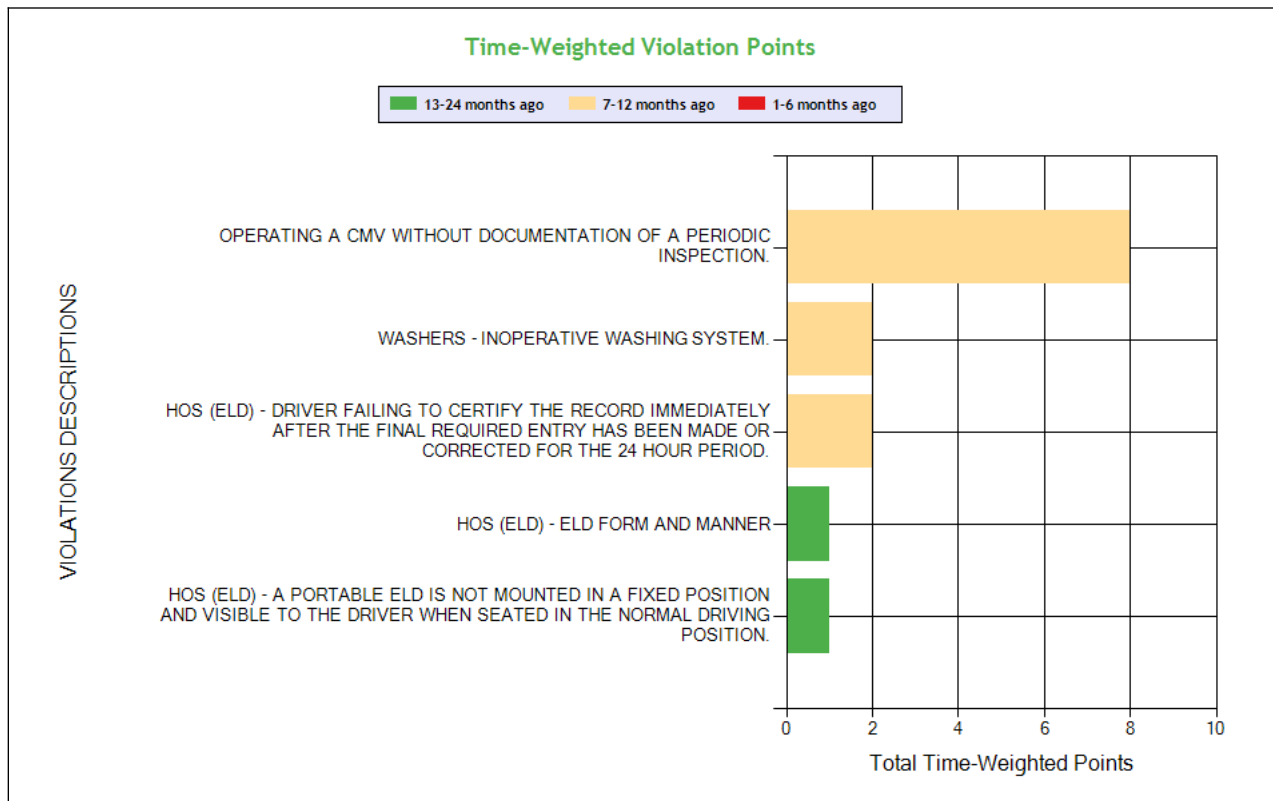 Time-Weighted Violation Points
13-24 months ago 7-12 months ago 1-6 months ago
VIOLATIONS DESCRIPTIONS
OPERATING A CMV WITHOUT DOCUMENTATION OF A PERIODIC
INSPECTION.
WASHERS - INOPERATIVE WASHING SYSTEM.
HOS (ELD) - DRIVER FAILING TO CERTIFY THE RECORD IMMEDIATELY
AFTER THE FINAL REQUIRED ENTRY HAS BEEN MADE OR
CORRECTED FOR THE 24 HOUR PERIOD.
HOS (ELD) - ELD FORM AND MANNER
HOS (ELD) - A PORTABLE ELD IS NOT MOUNTED IN A FIXED POSITION
AND VISIBLE TO THE DRIVER WHEN SEATED IN THE NORMAL DRIVING
POSITION.
0 2 4 6 8 10
Total Time-Weighted Points